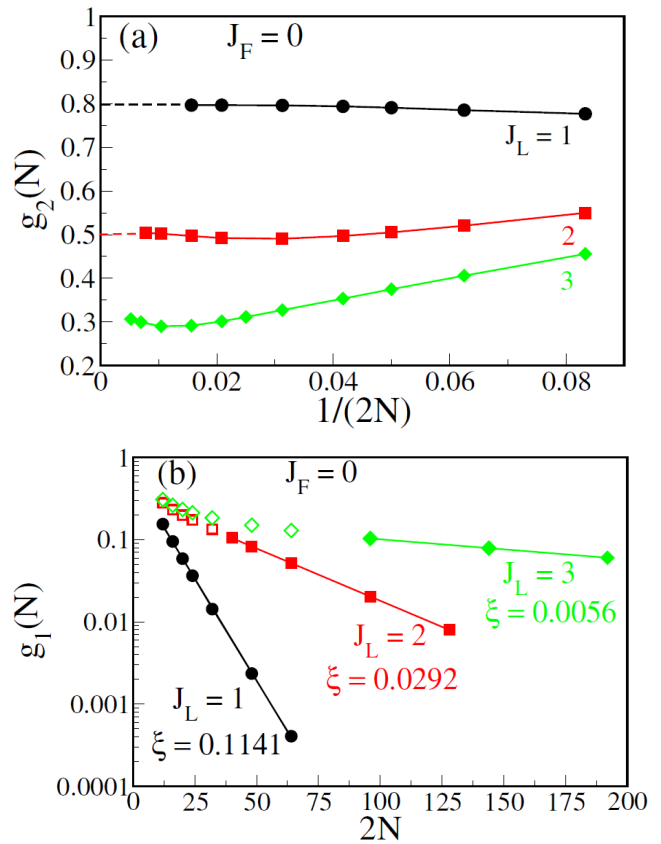 (a)
J_F = 0
1
0.9
0.8
0.7
0.6
0.5
0.4
0.3
0.2
g_2(N)
J_L = 1
2
3
0
0.02
0.04
0.06
0.08
1/(2N)
(b)
J_F = 0
1
0.1
0.01
0.001
0.0001
g_1(N)
J_L = 3
ξ = 0.0056
J_L = 2
ξ = 0.0292
J_L = 1
ξ = 0.1141
0
25
50
75
100
125
150
175
200
2N